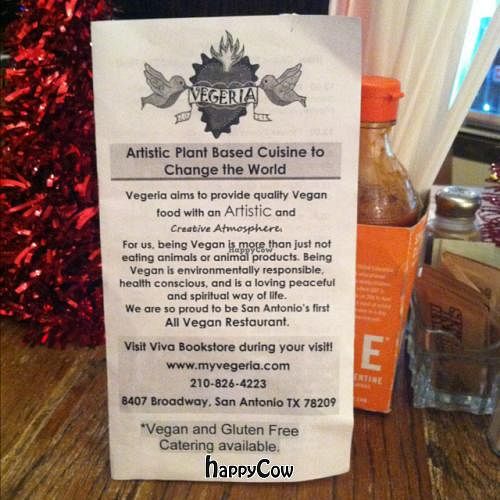 VEGERIA
Artistic Plant Based Cuisine to
Change the World
Vegeria aims to provide quality Vegan
food with an Artistic and
Creative Atmosphere.
For us, being Vegan is more than just not
eating animals or animal products. Being
Vegan is environmentally responsible,
health conscious, and is a loving peaceful
and spiritual way of life.
We are so proud to be San Antonio's first
All Vegan Restaurant.
Visit Viva Bookstore during your visit!
www.myvegeria.com
210-826-4223
8407 Broadway, San Antonio TX 78209
*Vegan and Gluten Free
Catering available.
happyCow
happyCow